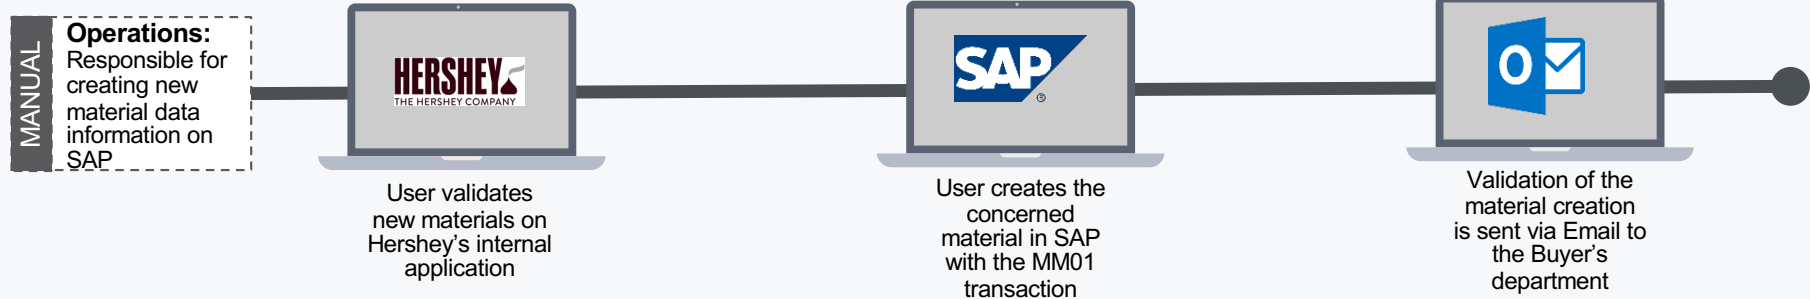 MANUAL
Operations:
Responsible for
creating new
material data
information on
SAP
HERSHEY
THE HERSHEY COMPANY
User validates
new materials on
Hershey’s internal
application
SAP
®
User creates the
concerned
material in SAP
with the MM01
transaction
O
Validation of the
material creation
is sent via Email to
the Buyer’s
department